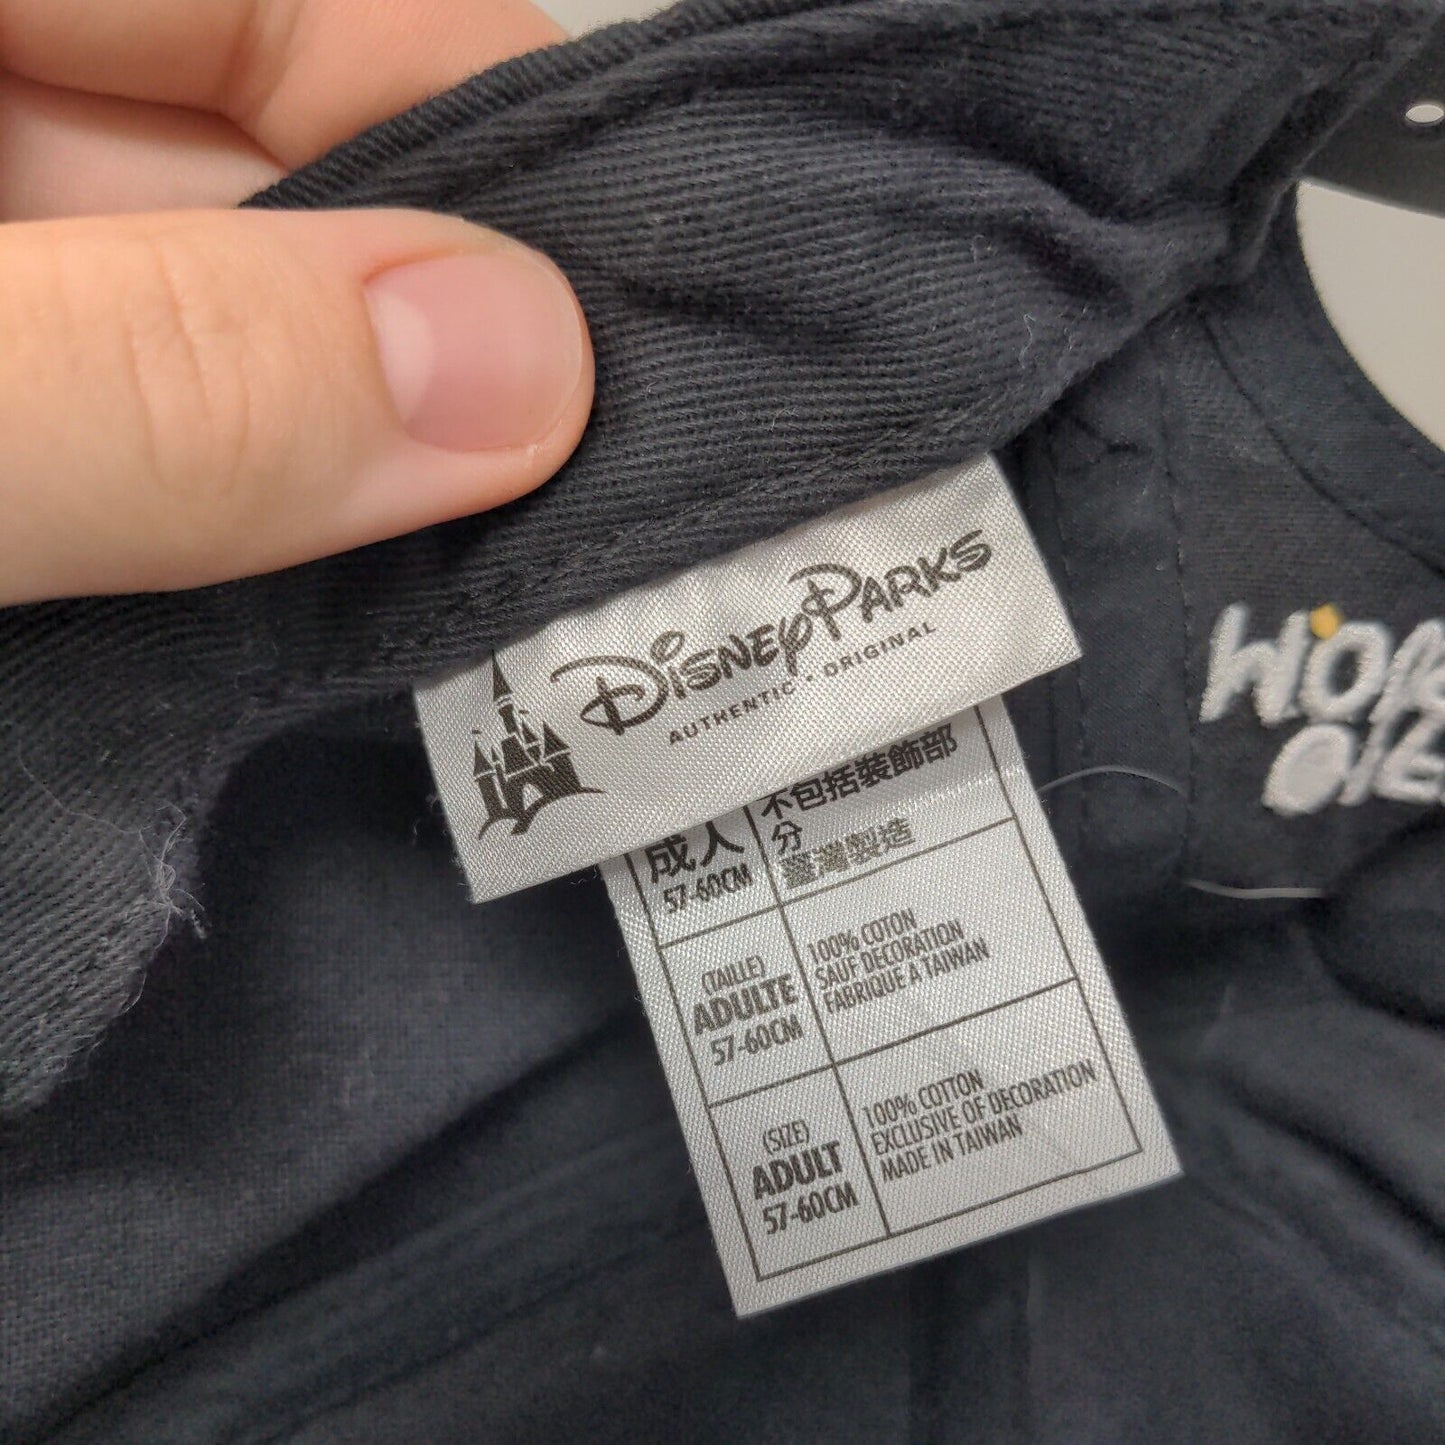 Disney Parks
AUTHENTIC • ORIGINAL
成人
57-60CM
不包括裝飾部
分
臺灣製造
(TAILLE)
ADULTE
57-60CM
100% COTON
SAUF DECORATION
FABRIQUE A TAIWAN
(SIZE)
ADULT
57-60CM
100% COTTON
EXCLUSIVE OF DECORATION
MADE IN TAIWAN